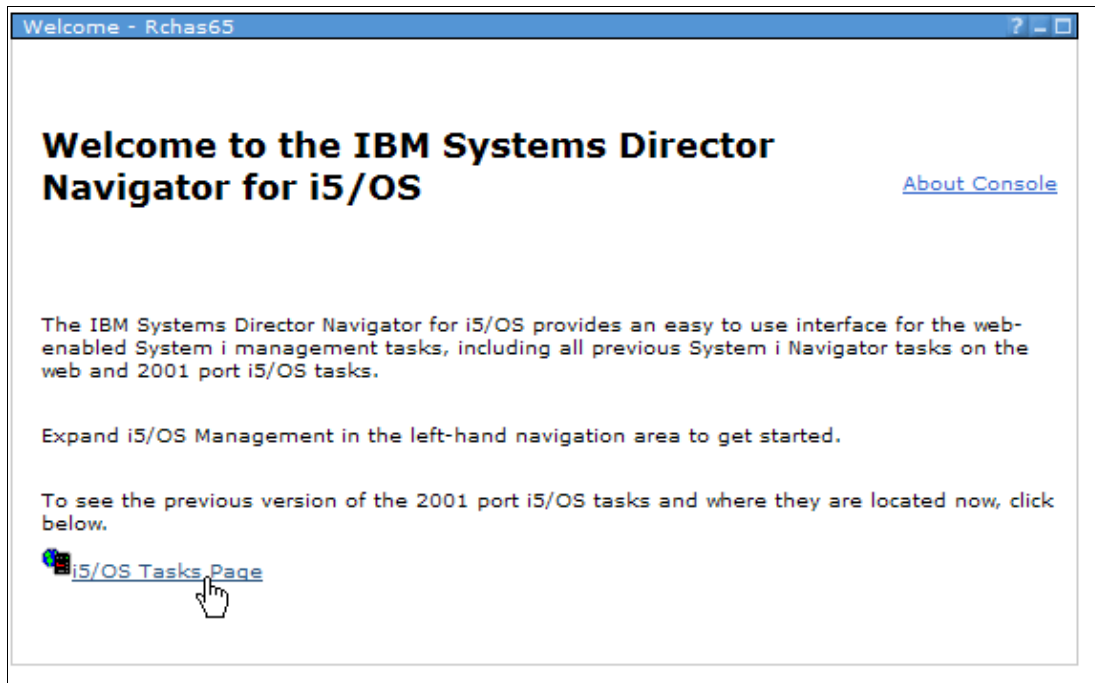 Welcome - Rchas65 ?
Welcome to the IBM Systems Director
Navigator for i5/OS
About Console
The IBM Systems Director Navigator for i5/OS provides an easy to use interface for the web-
enabled System i management tasks, including all previous System i Navigator tasks on the
web and 2001 port i5/OS tasks.
Expand i5/OS Management in the left-hand navigation area to get started.
To see the previous version of the 2001 port i5/OS tasks and where they are located now, click
below.
i5/OS Tasks Page